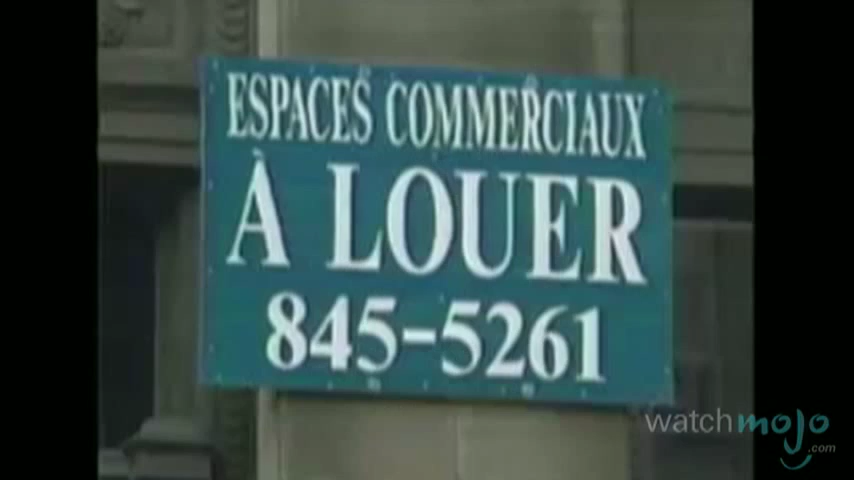 ESPACES COMMERCIAUX
À LOUER
845-5261
watchmojo
.com